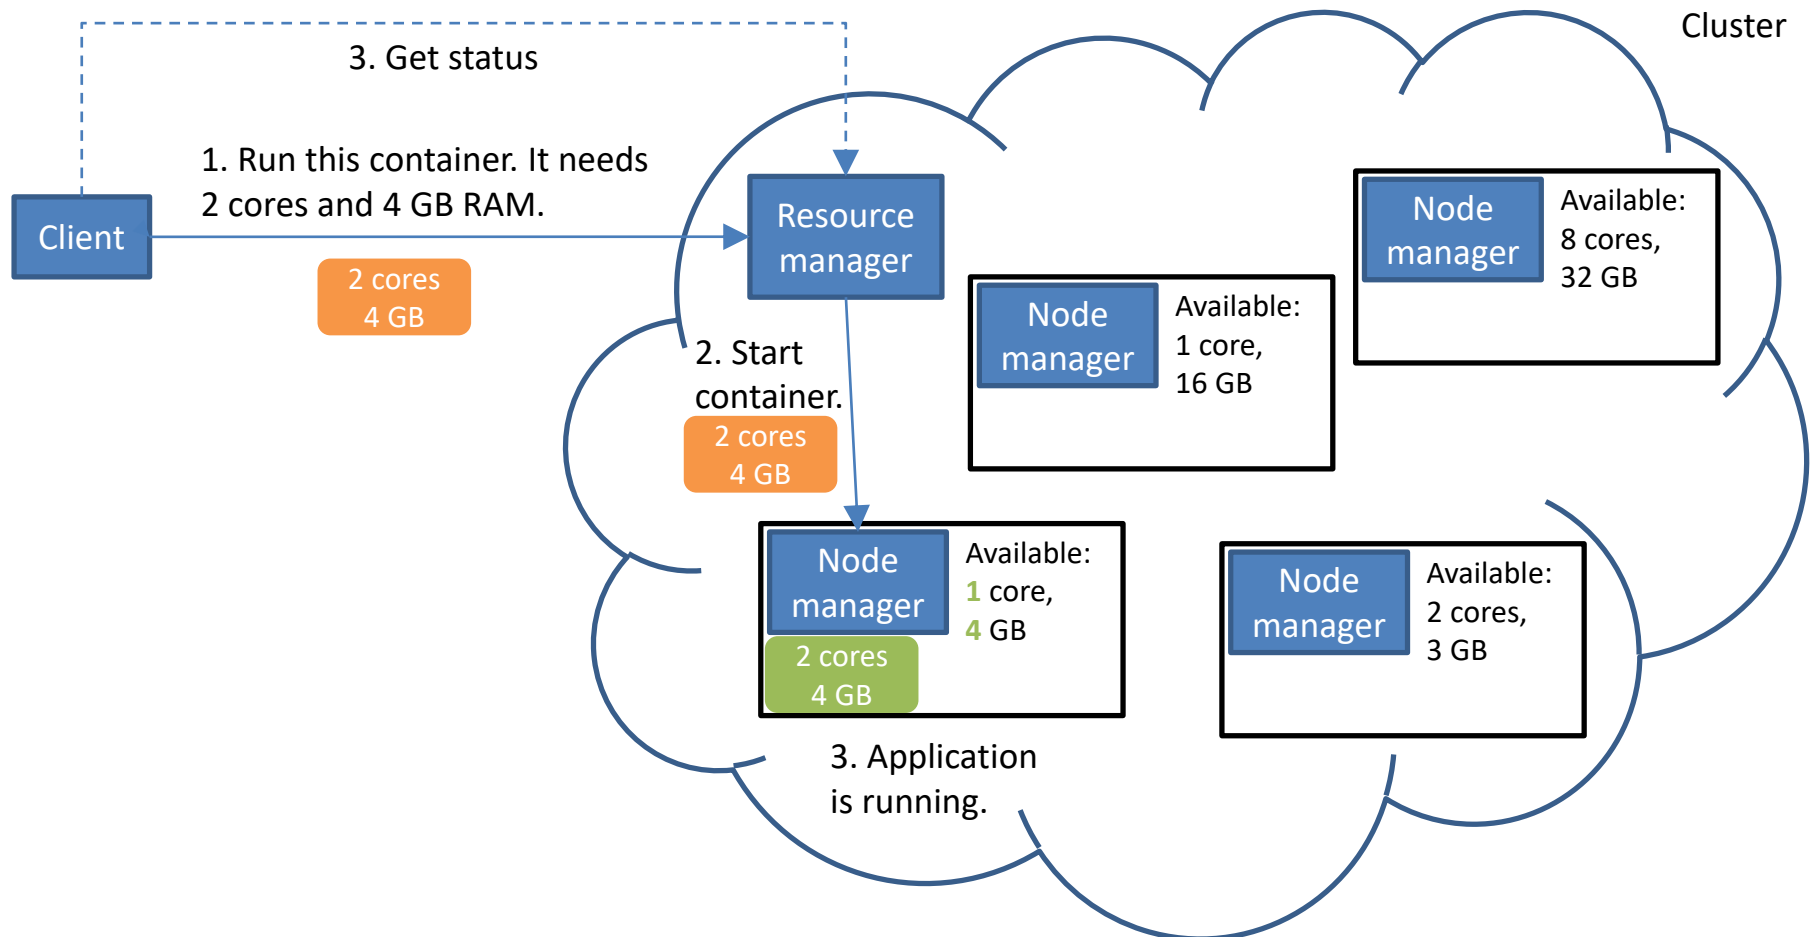 Cluster
3. Get status
1. Run this container. It needs
2 cores and 4 GB RAM.
Client
2 cores
4 GB
Resource
manager
Node
manager
Available:
8 cores,
32 GB
Node
manager
Available:
1 core,
16 GB
2. Start
container.
2 cores
4 GB
Node
manager
Available:
1 core,
4 GB
2 cores
4 GB
Node
manager
Available:
2 cores,
3 GB
3. Application
is running.